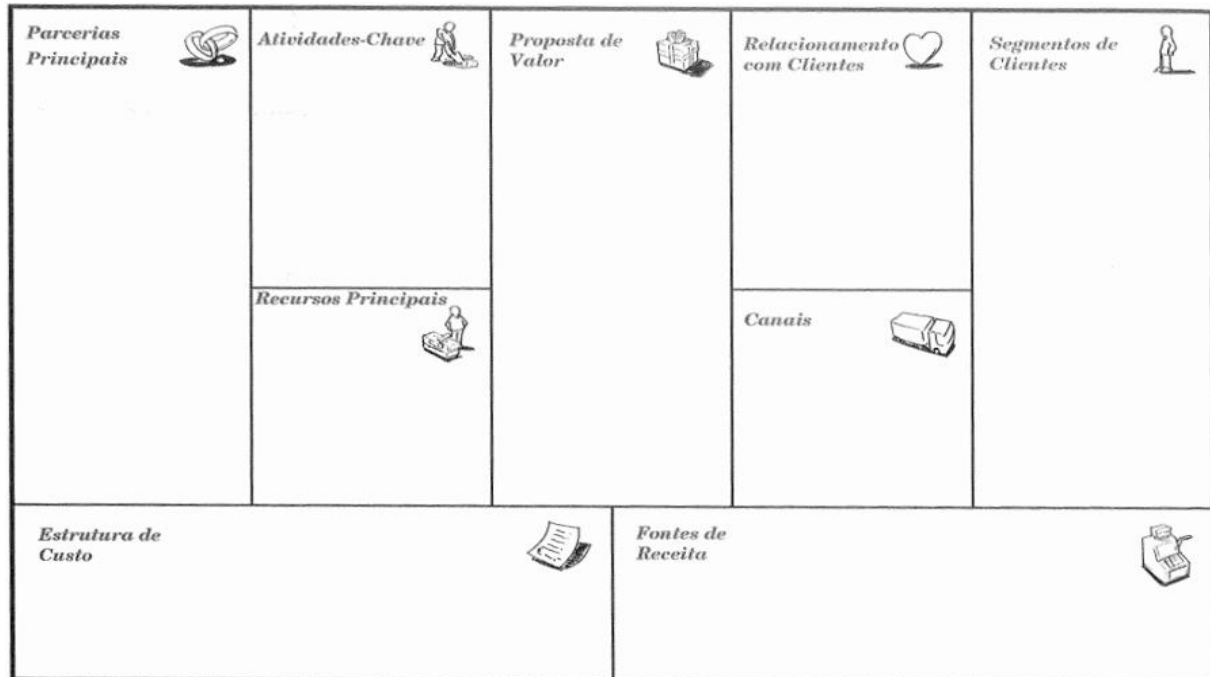 Parcerias
Principais
Atividades-Chave
Proposta de
Valor
Relacionamento
com Clientes
Segmentos de
Clientes
Recursos Principais
Canais
Estrutura de
Custo
Fontes de
Receita